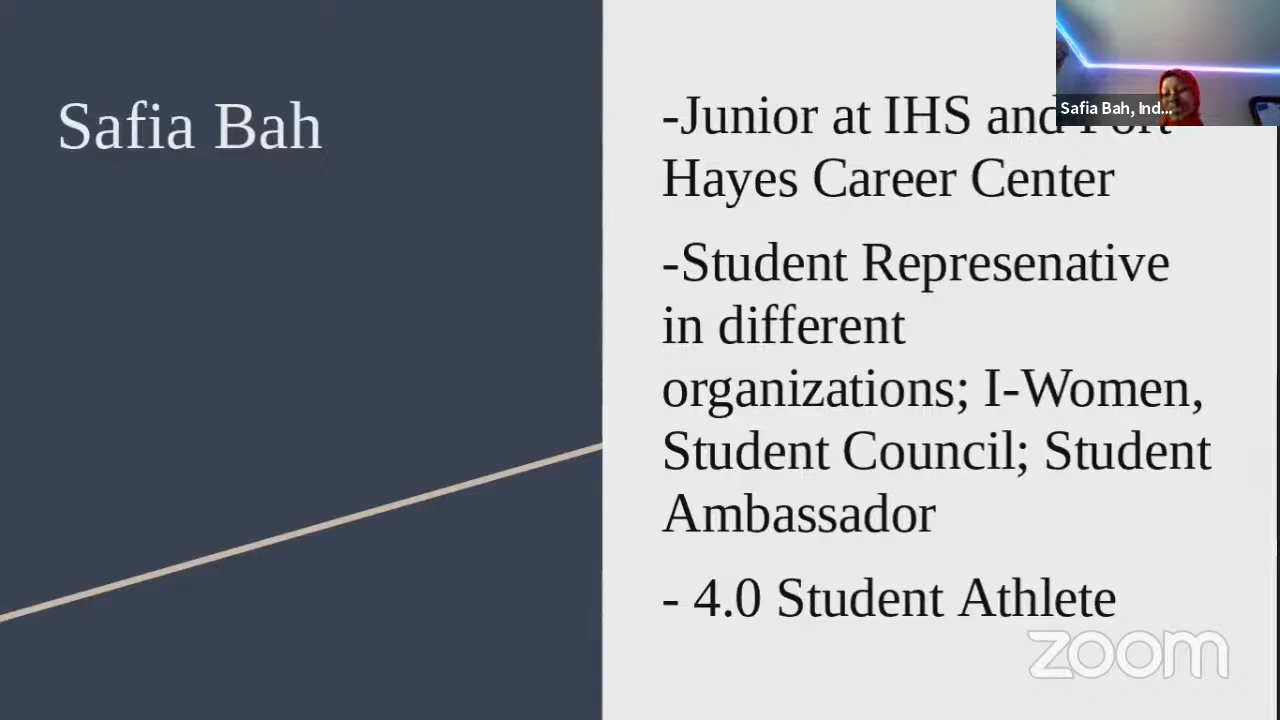 Safia Bah
-Junior at IHS and
Hayes Career Center
-Student Represenative
in different
organizations; I-Women,
Student Council; Student
Ambassador
- 4.0 Student Athlete
Safia Bah, Ind...
zoom